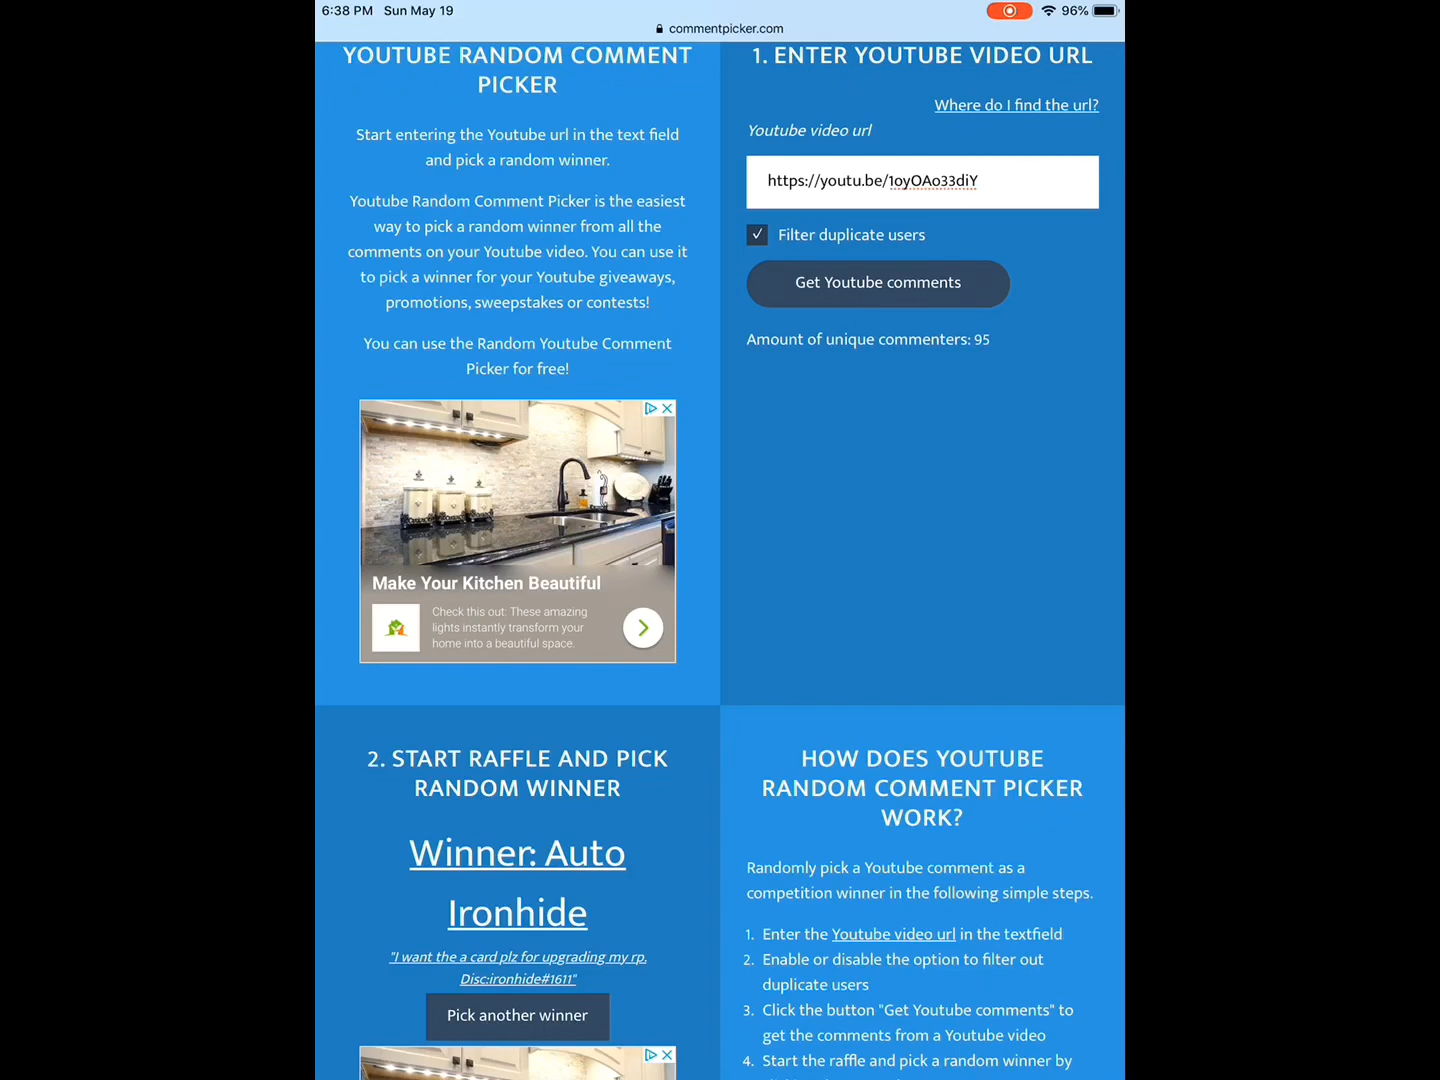 6:38 PM Sun May 19
96%
commentpicker.com
YOUTUBE RANDOM COMMENT
PICKER
Start entering the Youtube url in the text field
and pick a random winner.
Youtube Random Comment Picker is the easiest
way to pick a random winner from all the
comments on your Youtube video. You can use it
to pick a winner for your Youtube giveaways,
promotions, sweepstakes or contests!
You can use the Random Youtube Comment
Picker for free!
Make Your Kitchen Beautiful
Check this out: These amazing
lights instantly transform your
home into a beautiful space.
1. ENTER YOUTUBE VIDEO URL
Where do I find the url?
Youtube video url
https://youtu.be/1oyOAo33diY
Filter duplicate users
Get Youtube comments
Amount of unique commenters: 95
2. START RAFFLE AND PICK
RANDOM WINNER
Winner: Auto
Ironhide
"I want the a card plz for upgrading my rp.
Disc:ironhide#1611"
Pick another winner
HOW DOES YOUTUBE
RANDOM COMMENT PICKER
WORK?
Randomly pick a Youtube comment as a
competition winner in the following simple steps.
1. Enter the Youtube video url in the textfield
2. Enable or disable the option to filter out
duplicate users
3. Click the button "Get Youtube comments" to
get the comments from a Youtube video
4. Start the raffle and pick a random winner by